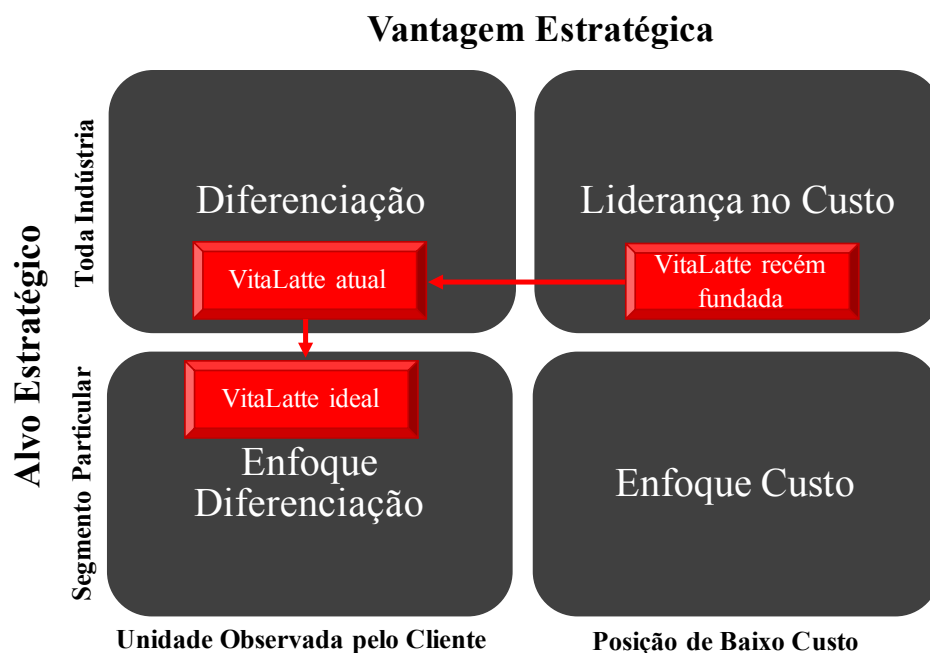 Vantagem Estratégica
Alvo Estratégico
Toda Indústria
Diferenciação
VitaLatte atual
Liderança no Custo
VitaLatte recém
fundada
Segmento Particular
VitaLatte ideal
Enfoque
Diferenciação
Enfoque Custo
Unidade Observada pelo Cliente
Posição de Baixo Custo